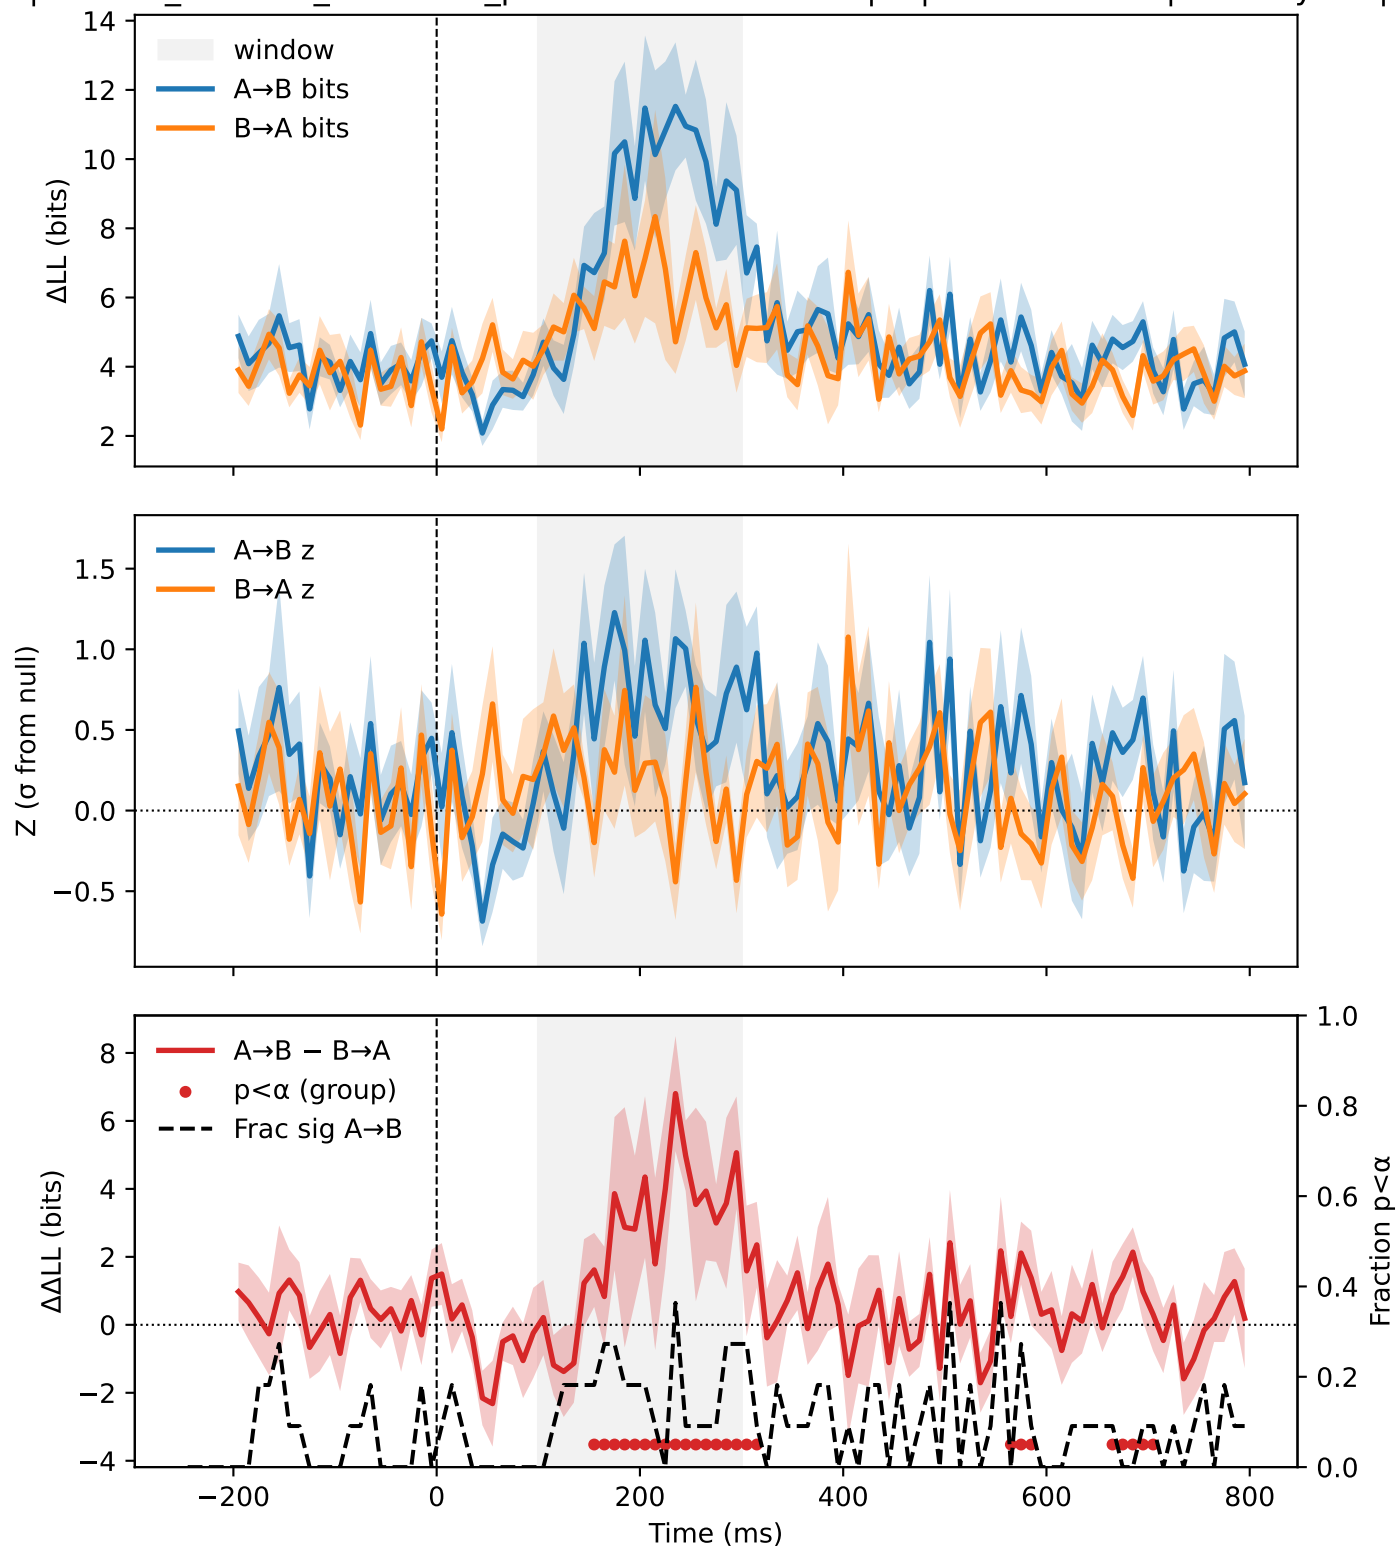 14
12
10
8
6
4
2
ΔLL (bits)
window
A→B bits
B→A bits
1.5
1.0
0.5
0.0
−0.5
Z (σ from null)
A→B z
B→A z
8
6
4
2
0
−2
−4
ΔΔLL (bits)
A→B − B→A
p<α (group)
Frac sig A→B
1.0
0.8
0.6
0.4
0.2
0.0
Fraction p<α
−200
0
200
400
600
800
Time (ms)